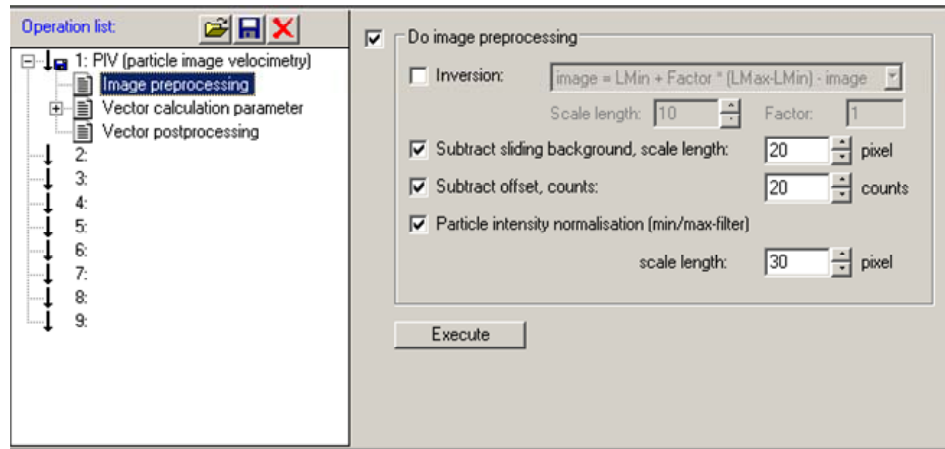 Operation list:
1: PIV (particle image velocimetry)
Image preprocessing
Vector calculation parameter
Vector postprocessing
2:
3:
4:
5:
6:
7:
8:
9:
Do image preprocessing
Inversion: image = LMin + Factor * (LMax-LMin) - image
Scale length: 10 Factor: 1
Subtract sliding background, scale length: 20 pixel
Subtract offset, counts: 20 counts
Particle intensity normalisation (min/max-filter)
scale length: 30 pixel
Execute